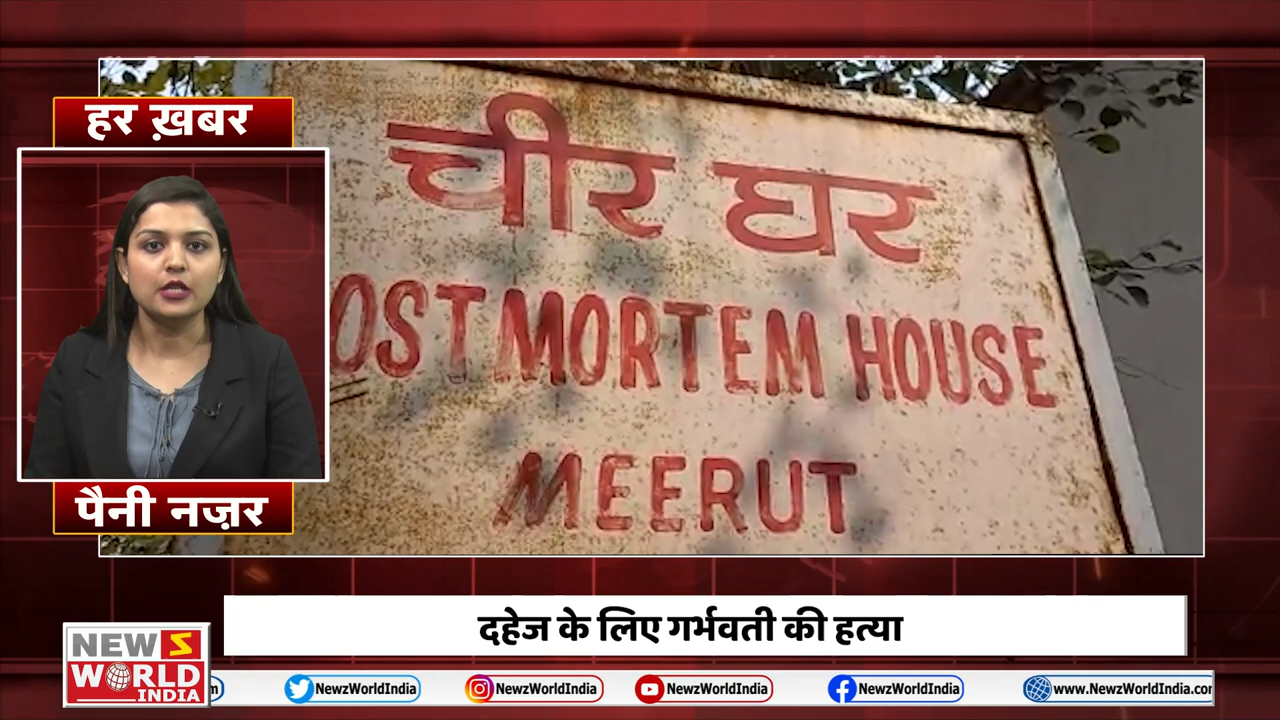 हर ख़बर
पैनी नज़र
चीर घर
OST MORTEM HOUSE
MEERUT
दहेज के लिए गर्भवती की हत्या
NEWS
WORLD
INDIA
m
NewzWorldIndia
NewzWorldIndia
NewzWorldIndia
NewzWorldIndia
www.NewzWorldIndia.com